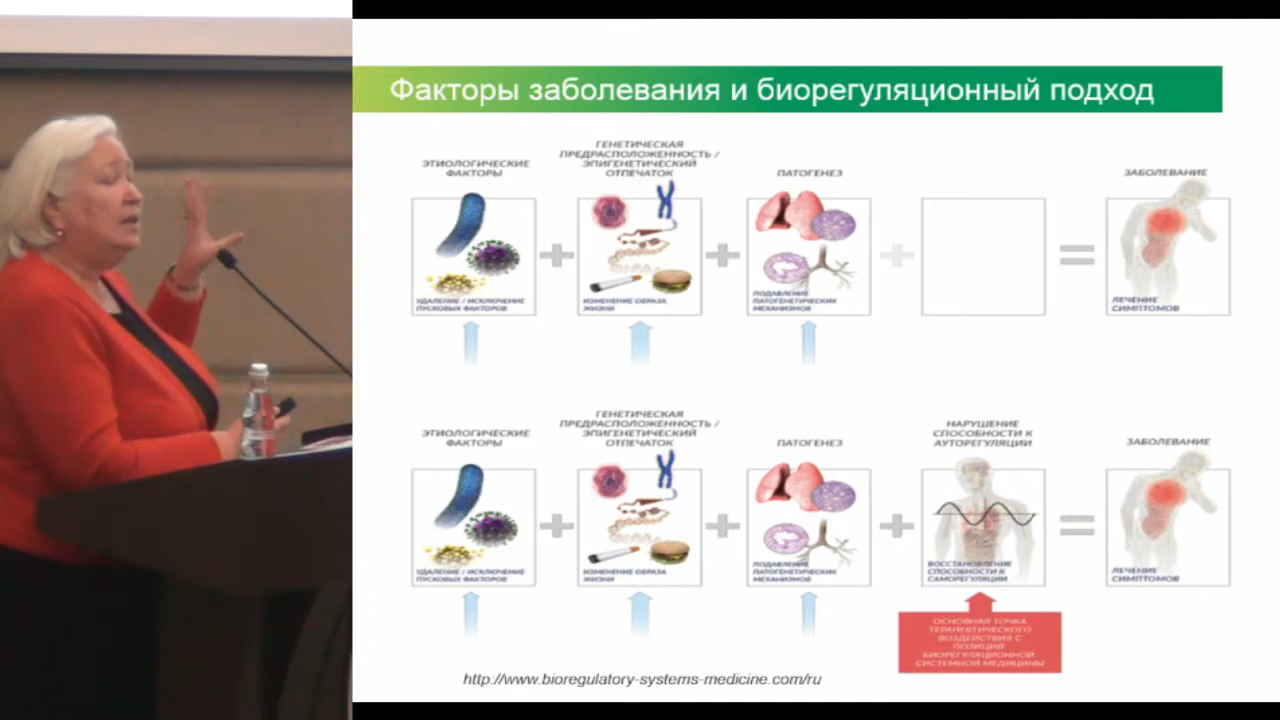 Факторы заболевания и биорегуляционный подход
ЭТИОЛОГИЧЕСКИЕ
ФАКТОРЫ
ГЕНЕТИЧЕСКАЯ
ПРЕДРАСПОЛОЖЕННОСТЬ /
ЭПИГЕНЕТИЧЕСКИЙ
ОТПЕЧАТОК
ПАТОГЕНЕЗ
ЗАБОЛЕВАНИЕ
УДАЛЕНИЕ / ИСКЛЮЧЕНИЕ
ПУСКОВЫХ ФАКТОРОВ
ИЗМЕНЕНИЕ ОБРАЗА
ЖИЗНИ
ПОДАВЛЕНИЕ
ПАТОГЕНЕТИЧЕСКИХ
МЕХАНИЗМОВ
ЛЕЧЕНИЕ
СИМПТОМОВ
ЭТИОЛОГИЧЕСКИЕ
ФАКТОРЫ
ГЕНЕТИЧЕСКАЯ
ПРЕДРАСПОЛОЖЕННОСТЬ /
ЭПИГЕНЕТИЧЕСКИЙ
ОТПЕЧАТОК
ПАТОГЕНЕЗ
НАРУШЕНИЕ
СПОСОБНОСТИ К
АУТОРЕГУЛЯЦИИ
ЗАБОЛЕВАНИЕ
УДАЛЕНИЕ / ИСКЛЮЧЕНИЕ
ПУСКОВЫХ ФАКТОРОВ
ИЗМЕНЕНИЕ ОБРАЗА
ЖИЗНИ
ПОДАВЛЕНИЕ
ПАТОГЕНЕТИЧЕСКИХ
МЕХАНИЗМОВ
ВОССТАНОВЛЕНИЕ
СПОСОБНОСТИ К
САМОРЕГУЛЯЦИИ
ЛЕЧЕНИЕ
СИМПТОМОВ
ОСНОВНАЯ ТОЧКА
ТЕРАПЕВТИЧЕСКОГО
ВОЗДЕЙСТВИЯ С
ПОЗИЦИЙ
БИОРЕГУЛЯЦИОННОЙ
СИСТЕМНОЙ МЕДИЦИНЫ
http://www.bioregulatory-systems-medicine.com/ru